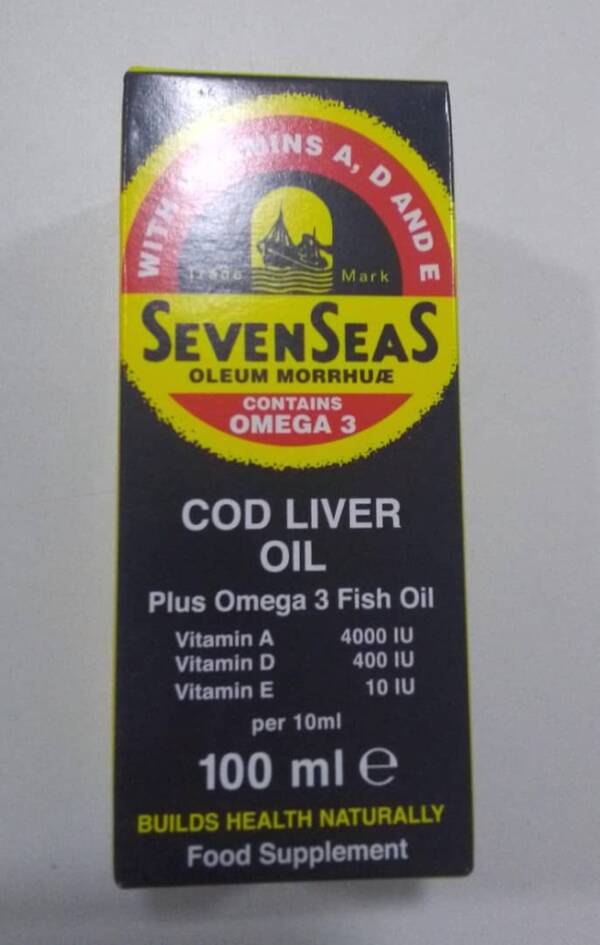 WITH VITAMINS A, D AND E
Trade Mark
SEVENSEAS
OLEUM MORRHUÆ
CONTAINS
OMEGA 3
COD LIVER
OIL
Plus Omega 3 Fish Oil
Vitamin A 4000 IU
Vitamin D 400 IU
Vitamin E 10 IU
per 10ml
100 ml ℮
BUILDS HEALTH NATURALLY
Food Supplement